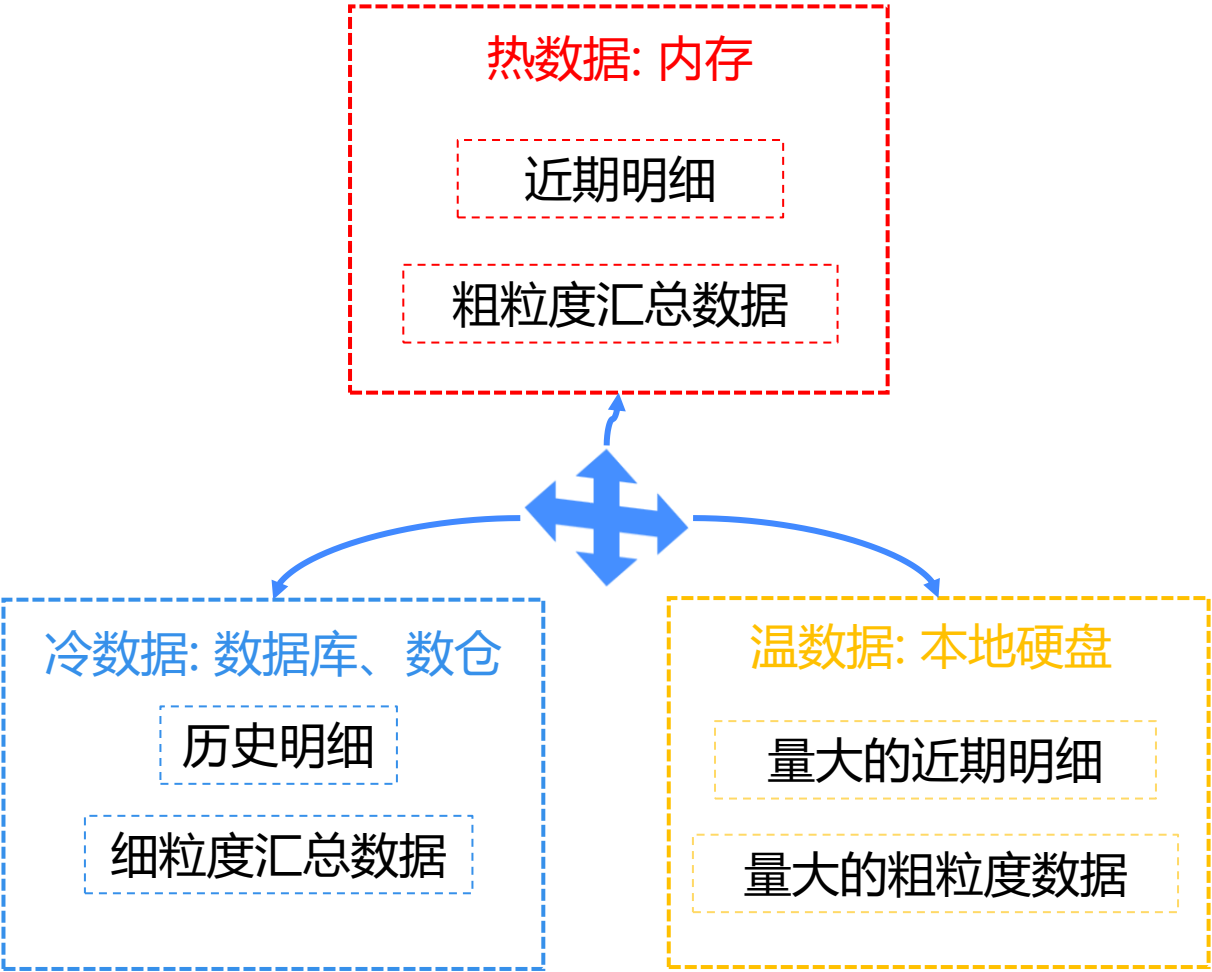 热数据: 内存
近期明细
粗粒度汇总数据
冷数据: 数据库、数仓
历史明细
细粒度汇总数据
温数据: 本地硬盘
量大的近期明细
量大的粗粒度数据